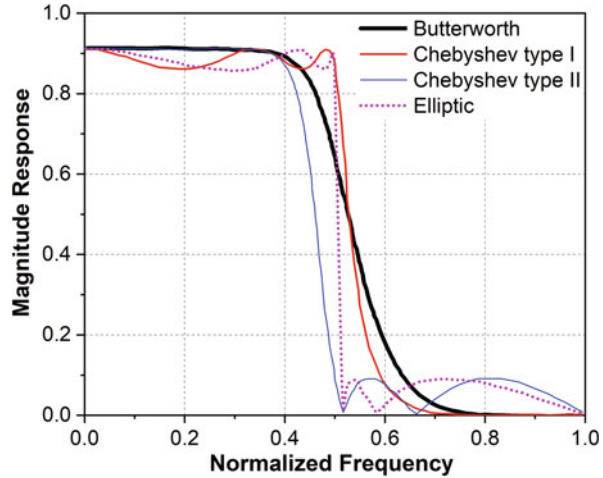 Butterworth
Chebyshev type I
Chebyshev type II
Elliptic
Magnitude Response
1.0
0.8
0.6
0.4
0.2
0.0
0.0 0.2 0.4 0.6 0.8 1.0
Normalized Frequency